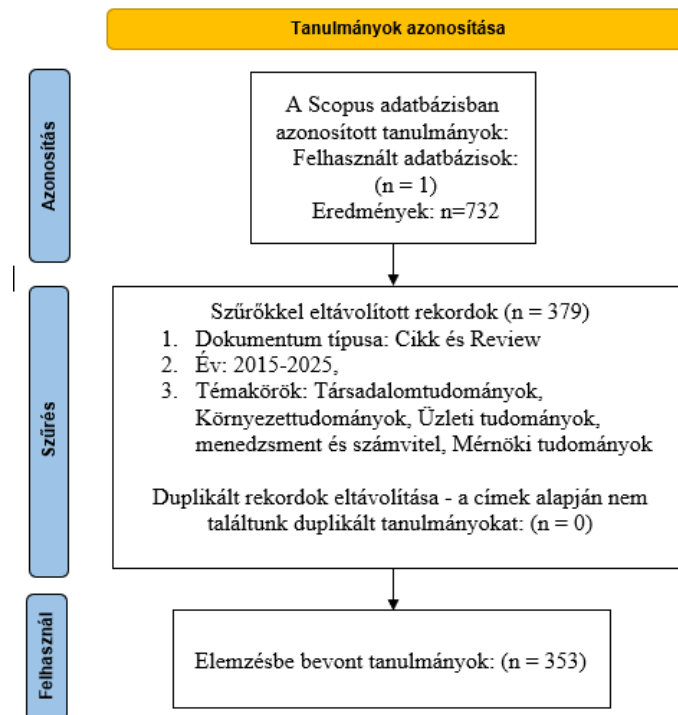 Tanulmányok azonosítása
Azonosítás
A Scopus adatbázisban
azonosított tanulmányok:
Felhasznált adatbázisok:
(n = 1)
Eredmények: n=732
Szűrés
Szűrőkkel eltávolított rekordok (n = 379)
1. Dokumentum típusa: Cikk és Review
2. Év: 2015-2025,
3. Témakörök: Társadalomtudományok,
Környezettudományok, Üzleti tudományok,
menedzsment és számvitel, Mérnöki tudományok
Duplikált rekordok eltávolítása - a címek alapján nem
találtunk duplikált tanulmányokat: (n = 0)
Felhasznál
Elemzésbe bevont tanulmányok: (n = 353)